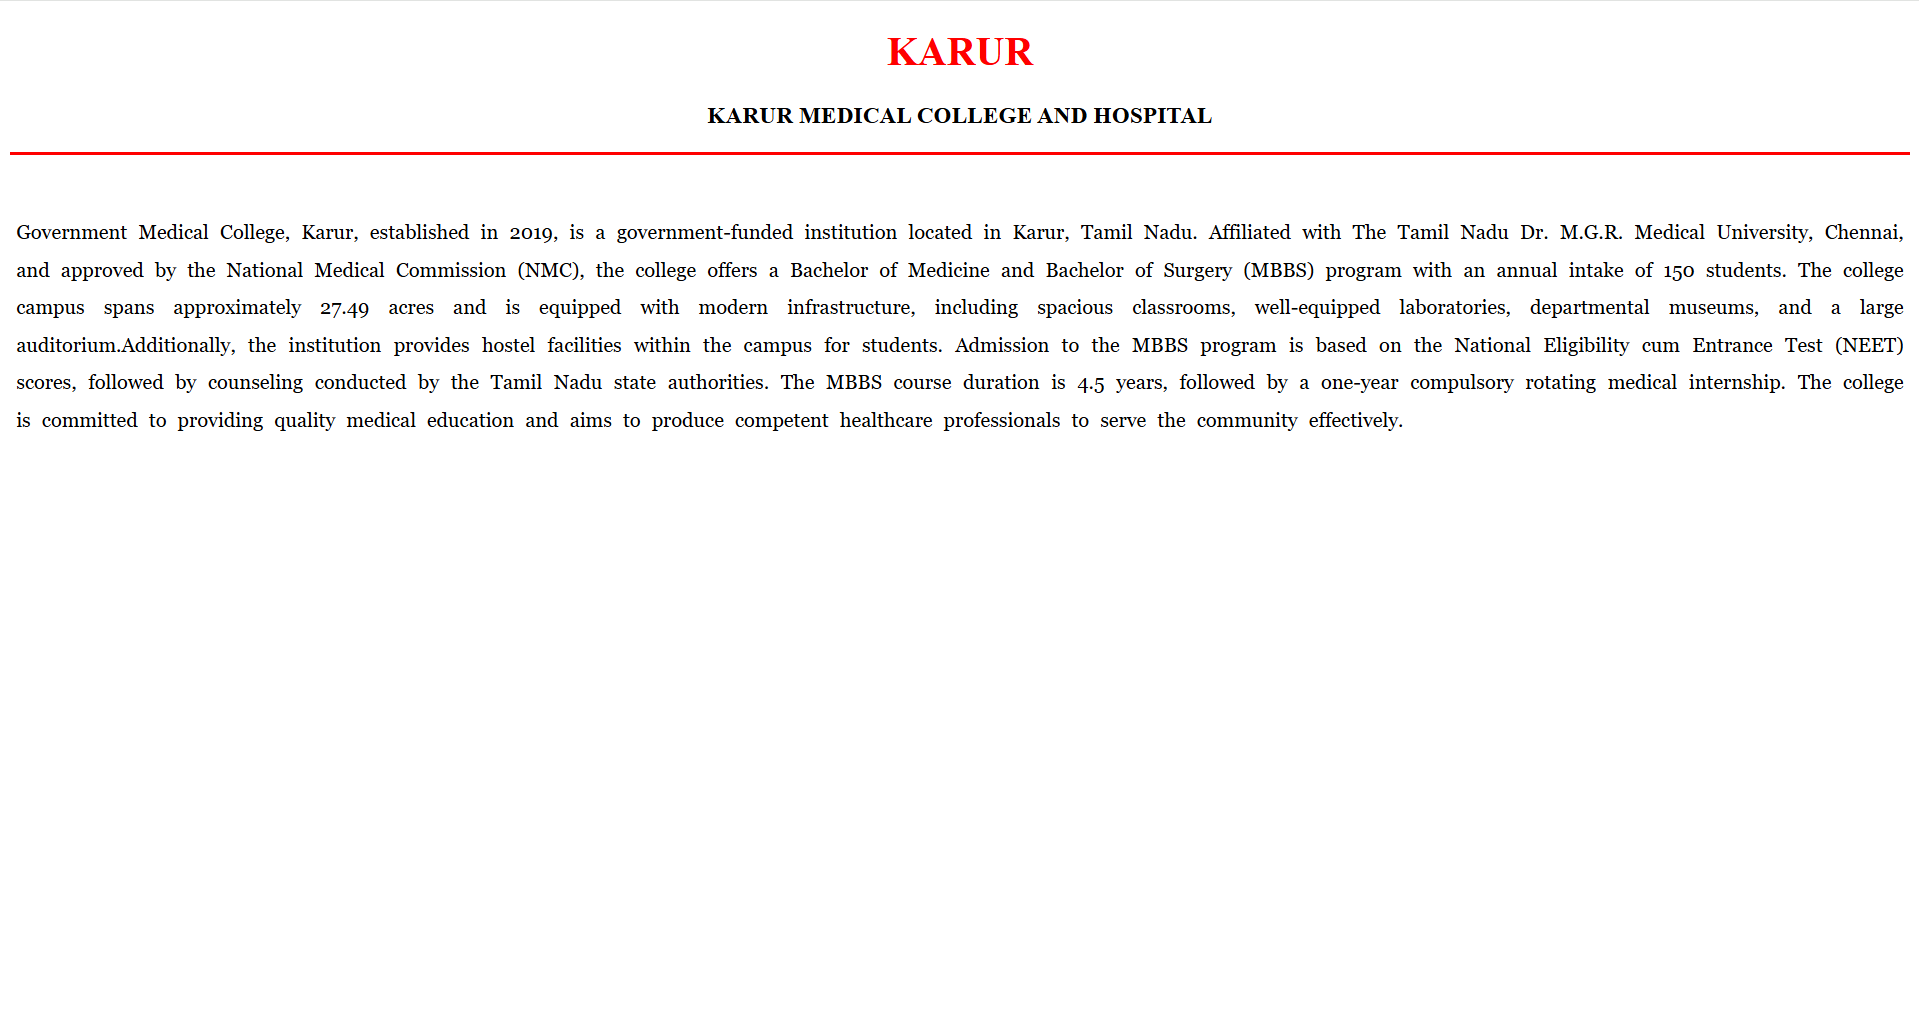 KARUR
KARUR MEDICAL COLLEGE AND HOSPITAL
Government Medical College, Karur, established in 2019, is a government-funded institution located in Karur, Tamil Nadu. Affiliated with The Tamil Nadu Dr. M.G.R. Medical University, Chennai,
and approved by the National Medical Commission (NMC), the college offers a Bachelor of Medicine and Bachelor of Surgery (MBBS) program with an annual intake of 150 students. The college
campus spans approximately 27.49 acres and is equipped with modern infrastructure, including spacious classrooms, well-equipped laboratories, departmental museums, and a large
auditorium.Additionally, the institution provides hostel facilities within the campus for students. Admission to the MBBS program is based on the National Eligibility cum Entrance Test (NEET)
scores, followed by counseling conducted by the Tamil Nadu state authorities. The MBBS course duration is 4.5 years, followed by a one-year compulsory rotating medical internship. The college
is committed to providing quality medical education and aims to produce competent healthcare professionals to serve the community effectively.